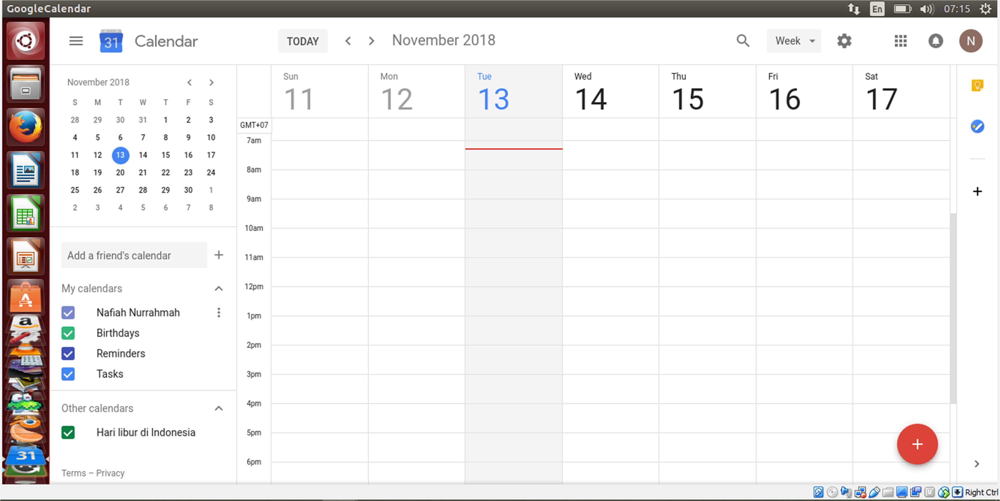 GoogleCalendar
En
07:15
31
Calendar
TODAY
November 2018
Week
N
November 2018
S M T W T F S
28 29 30 31 1 2 3
4 5 6 7 8 9 10
11 12 13 14 15 16 17
18 19 20 21 22 23 24
25 26 27 28 29 30 1
2 3 4 5 6 7 8
Add a friend's calendar
My calendars
Nafiah Nurrahmah
Birthdays
Reminders
Tasks
Other calendars
Hari libur di Indonesia
Terms – Privacy
Sun Mon Tue Wed Thu Fri Sat
11 12 13 14 15 16 17
GMT+07
7am
8am
9am
10am
11am
12pm
1pm
2pm
3pm
4pm
5pm
6pm
A
a
31
Right Ctrl